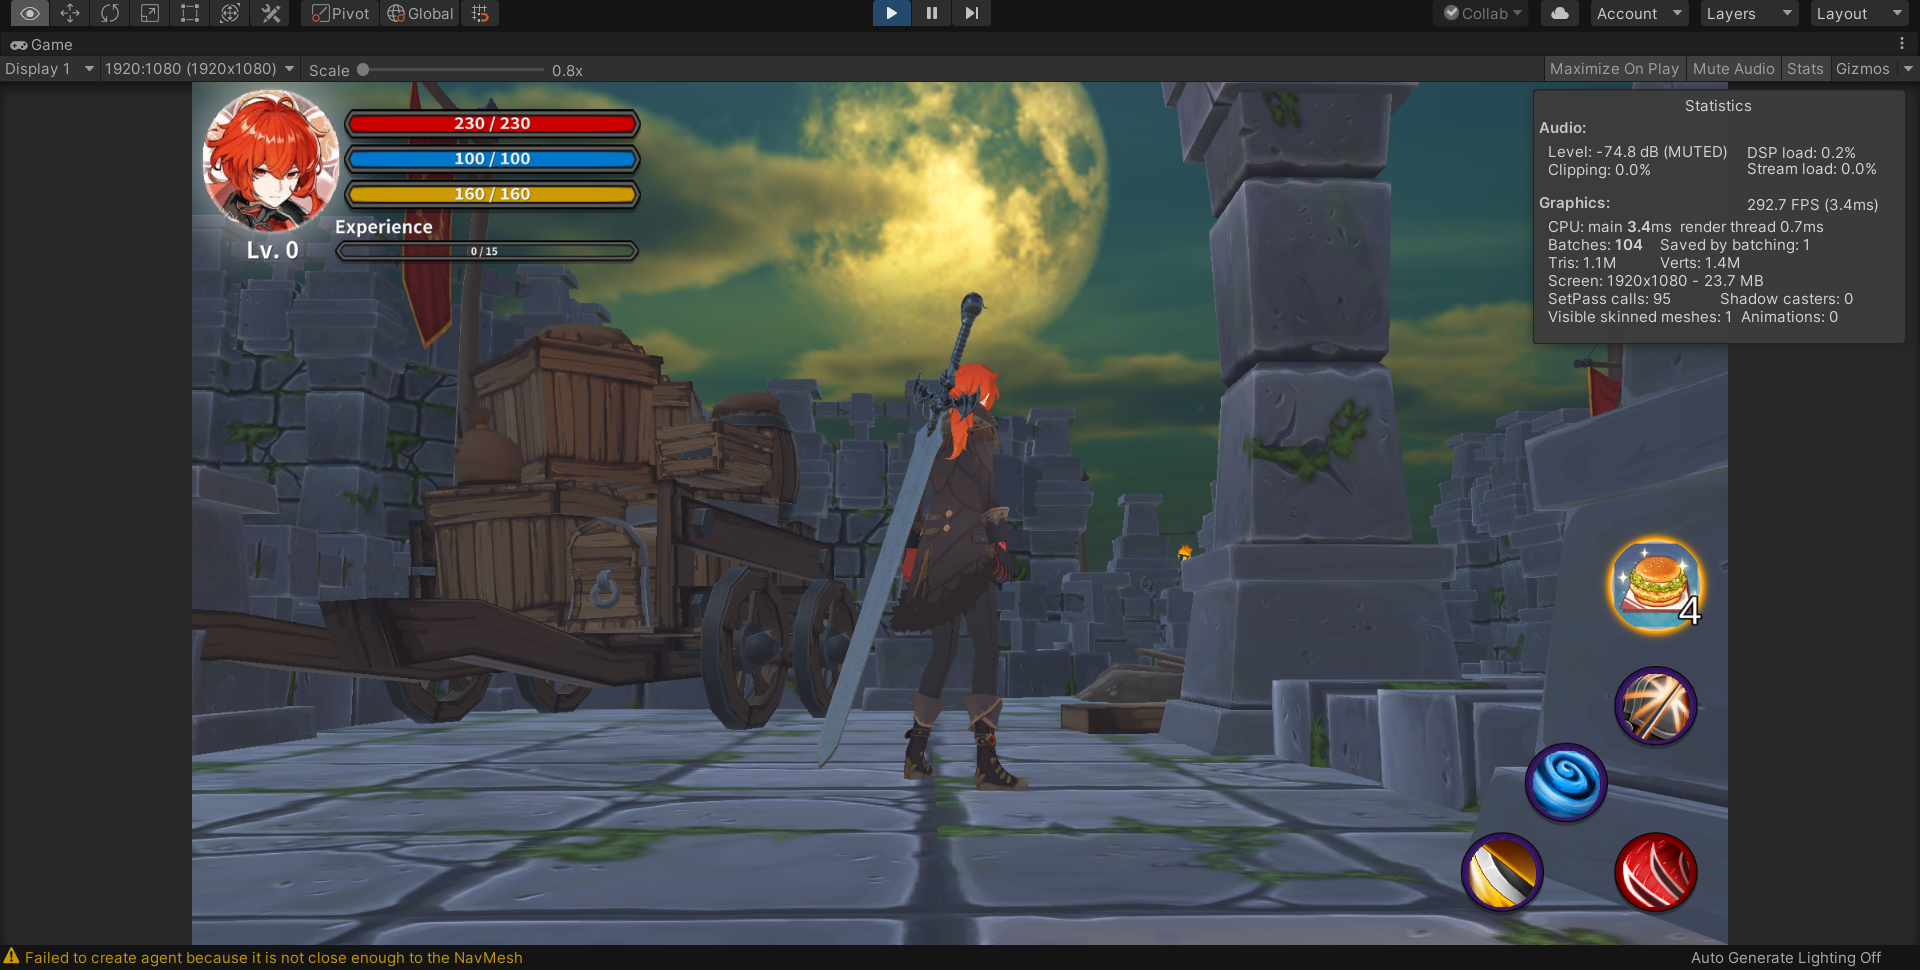 Pivot Global Collab Account Layers Layout
Game
Display 1 1920:1080 (1920x1080) Scale 0.8x Maximize On Play Mute Audio Stats Gizmos
230 / 230
100 / 100
160 / 160
Experience
Lv. 0
0 / 15
Statistics
Audio:
Level: -74.8 dB (MUTED) DSP load: 0.2%
Clipping: 0.0% Stream load: 0.0%
Graphics: 292.7 FPS (3.4ms)
CPU: main 3.4ms render thread 0.7ms
Batches: 104 Saved by batching: 1
Tris: 1.1M Verts: 1.4M
Screen: 1920x1080 - 23.7 MB
SetPass calls: 95 Shadow casters: 0
Visible skinned meshes: 1 Animations: 0
4
Failed to create agent because it is not close enough to the NavMesh Auto Generate Lighting Off